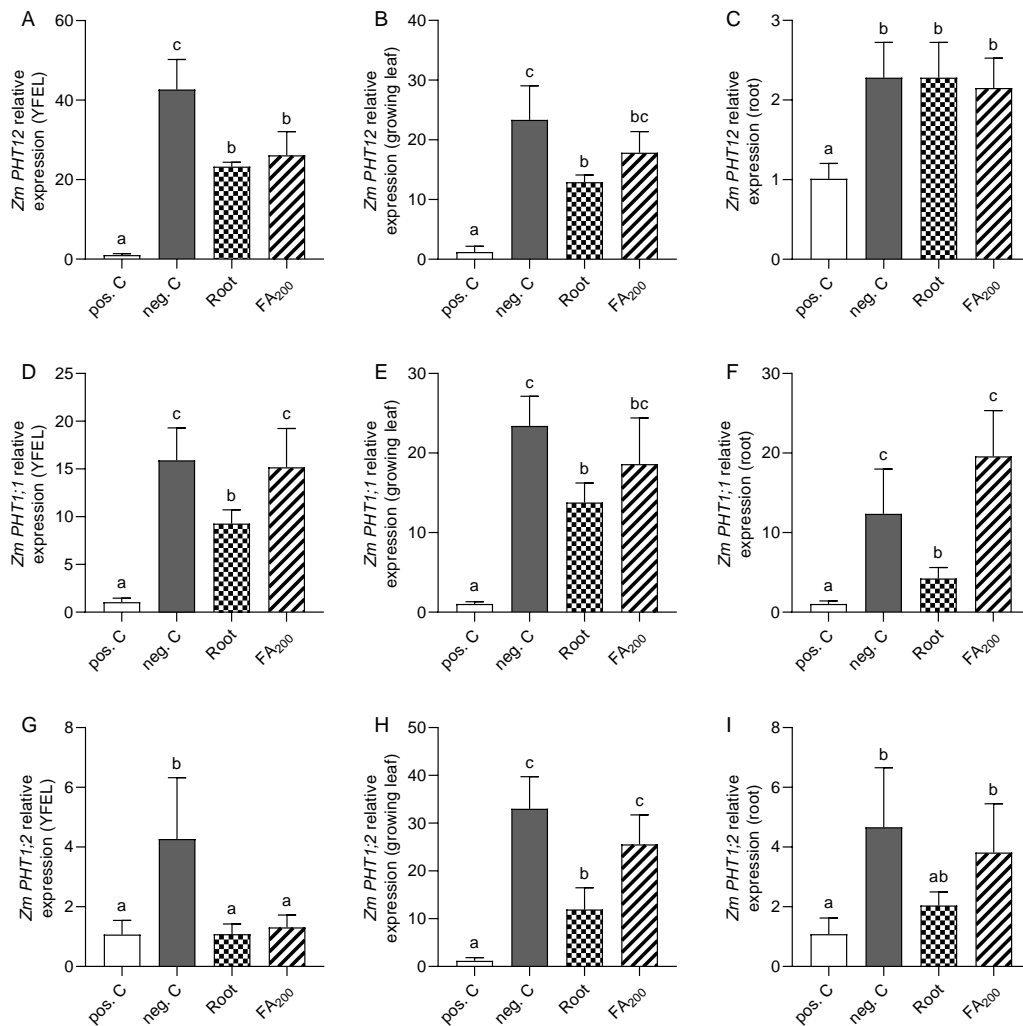 A
Zm PHT12 relative
expression (YFEL)
60
40
20
0
a
c
b
b
pos. C
neg. C
Root
FA200
B
Zm PHT12 relative
expression (growing leaf)
40
30
20
10
0
a
c
b
bc
pos. C
neg. C
Root
FA200
C
Zm PHT12 relative
expression (root)
3
2
1
0
a
b
b
b
pos. C
neg. C
Root
FA200
D
Zm PHT1;1 relative
expression (YFEL)
25
20
15
10
5
0
a
c
b
c
pos. C
neg. C
Root
FA200
E
Zm PHT1;1 relative
expression (growing leaf)
30
20
10
0
a
c
b
bc
pos. C
neg. C
Root
FA200
F
Zm PHT1;1 relative
expression (root)
30
20
10
0
a
c
b
c
pos. C
neg. C
Root
FA200
G
Zm PHT1;2 relative
expression (YFEL)
8
6
4
2
0
a
b
a
a
pos. C
neg. C
Root
FA200
H
Zm PHT1;2 relative
expression (growing leaf)
50
40
30
20
10
0
a
c
b
c
pos. C
neg. C
Root
FA200
I
Zm PHT1;2 relative
expression (root)
8
6
4
2
0
a
b
ab
b
pos. C
neg. C
Root
FA200